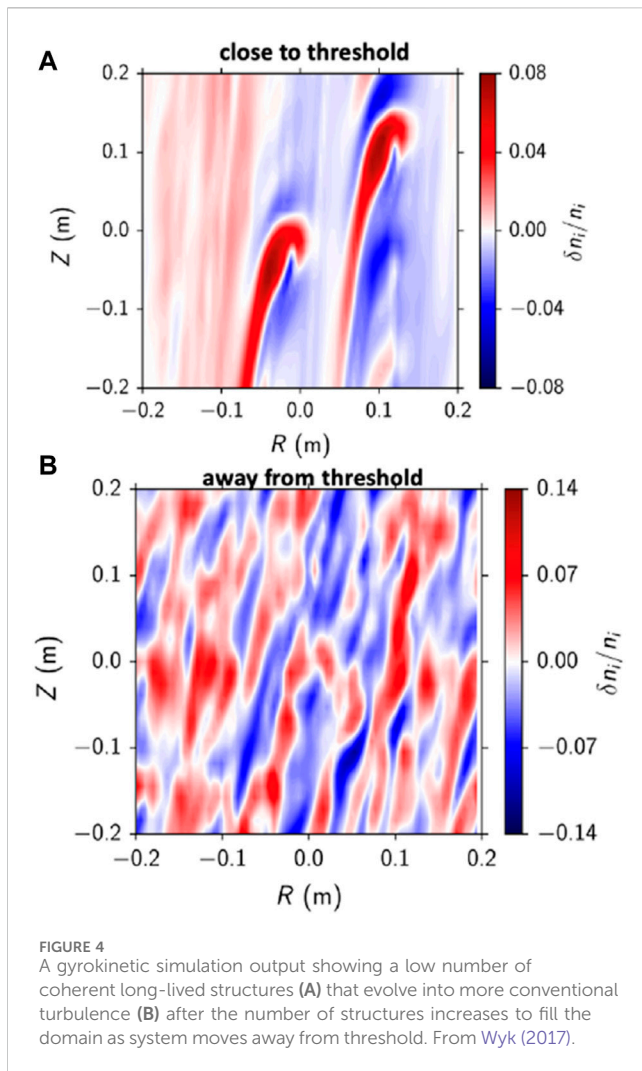 A
close to threshold
0.2
0.1
0.0
−0.1
−0.2
Z (m)
−0.2
−0.1
0.0
0.1
0.2
R (m)
0.08
0.04
0.00
−0.04
−0.08
δn_i/n_i
B
away from threshold
0.2
0.1
0.0
−0.1
−0.2
Z (m)
−0.2
−0.1
0.0
0.1
0.2
R (m)
0.14
0.07
0.00
−0.07
−0.14
δn_i/n_i
FIGURE 4
A gyrokinetic simulation output showing a low number of
coherent long-lived structures (A) that evolve into more conventional
turbulence (B) after the number of structures increases to fill the
domain as system moves away from threshold. From Wyk (2017).